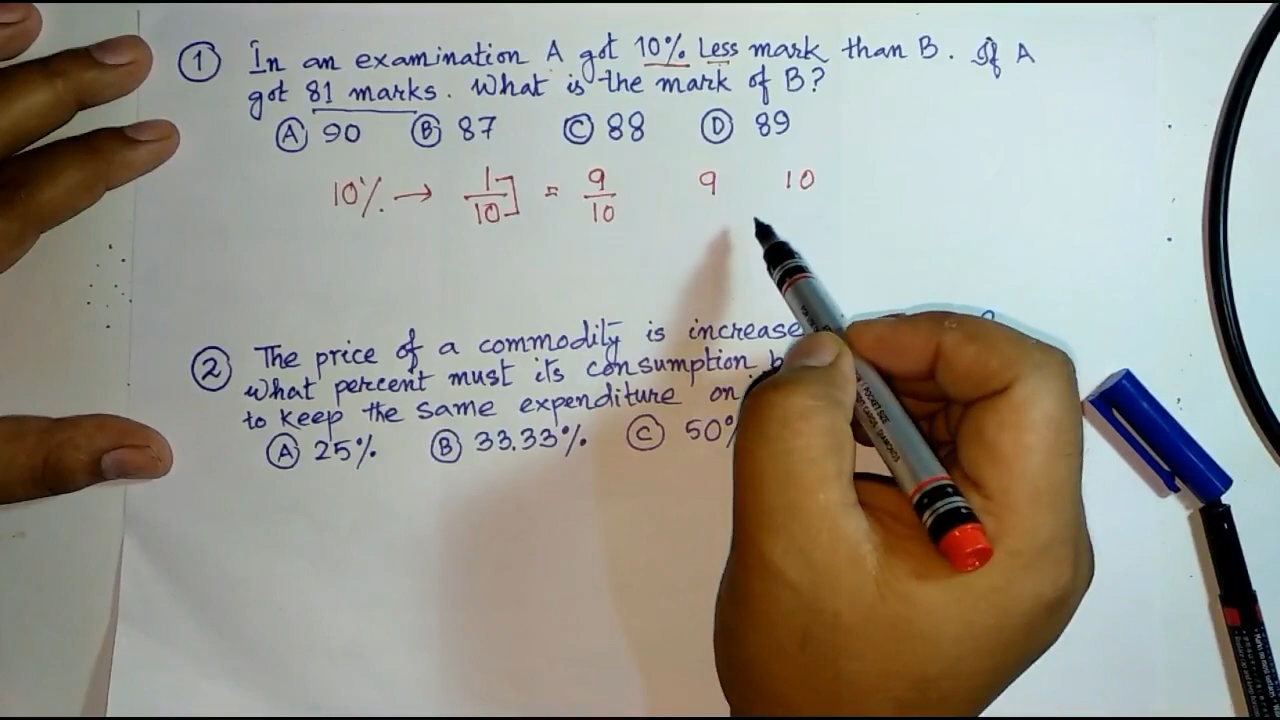 ① In an examination A got 10% Less mark than B. If A
got 81 marks. What is the mark of B?
Ⓐ 90 Ⓑ 87 Ⓒ 88 Ⓓ 89
10% → 1/10] = 9/10 9 10
② The price of a commodity is increase
what percent must its consumption
to keep the same expenditure on
Ⓐ 25% Ⓑ 33.33% Ⓒ 50%